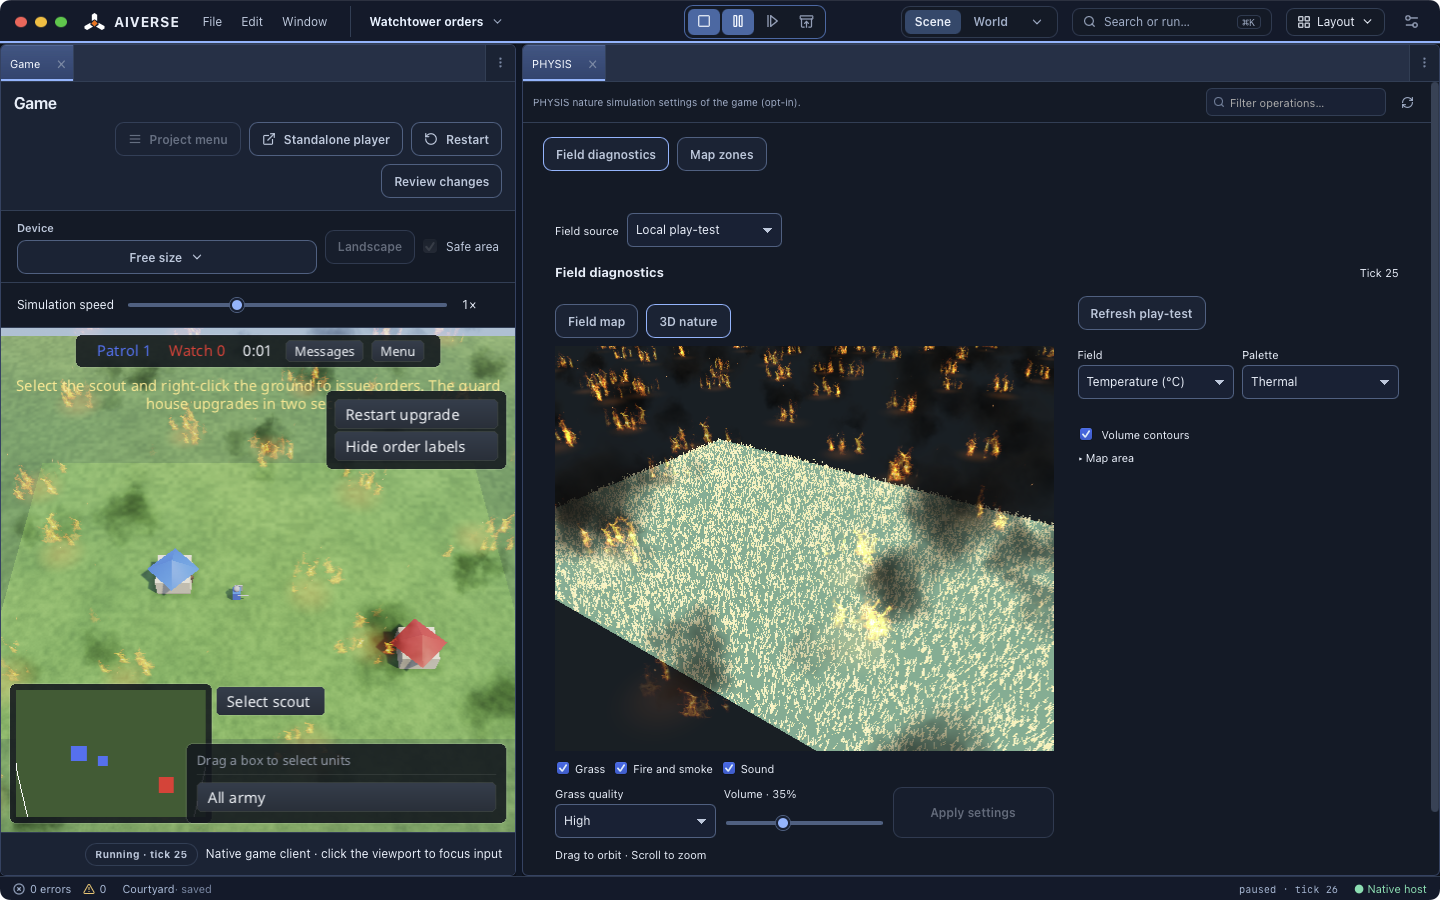 AIVERSE File Edit Window Watchtower orders Scene World Search or run... ⌘K Layout
Game
PHYSIS
Game
Project menu Standalone player Restart
Review changes
Device
Free size Landscape Safe area
Simulation speed 1×
Patrol 1 Watch 0 0:01 Messages Menu
Select the scout and right-click the ground to issue orders. The guard
house upgrades in two se
Restart upgrade
Hide order labels
Select scout
Drag a box to select units
All army
Running · tick 25 Native game client · click the viewport to focus input
PHYSIS nature simulation settings of the game (opt-in). Filter operations...
Field diagnostics Map zones
Field source Local play-test
Field diagnostics Tick 25
Field map 3D nature Refresh play-test
Field Palette
Temperature (°C) Thermal
Volume contours
Map area
Grass Fire and smoke Sound
Grass quality Volume · 35%
High Apply settings
Drag to orbit · Scroll to zoom
0 errors 0 Courtyard · saved paused · tick 26 Native host